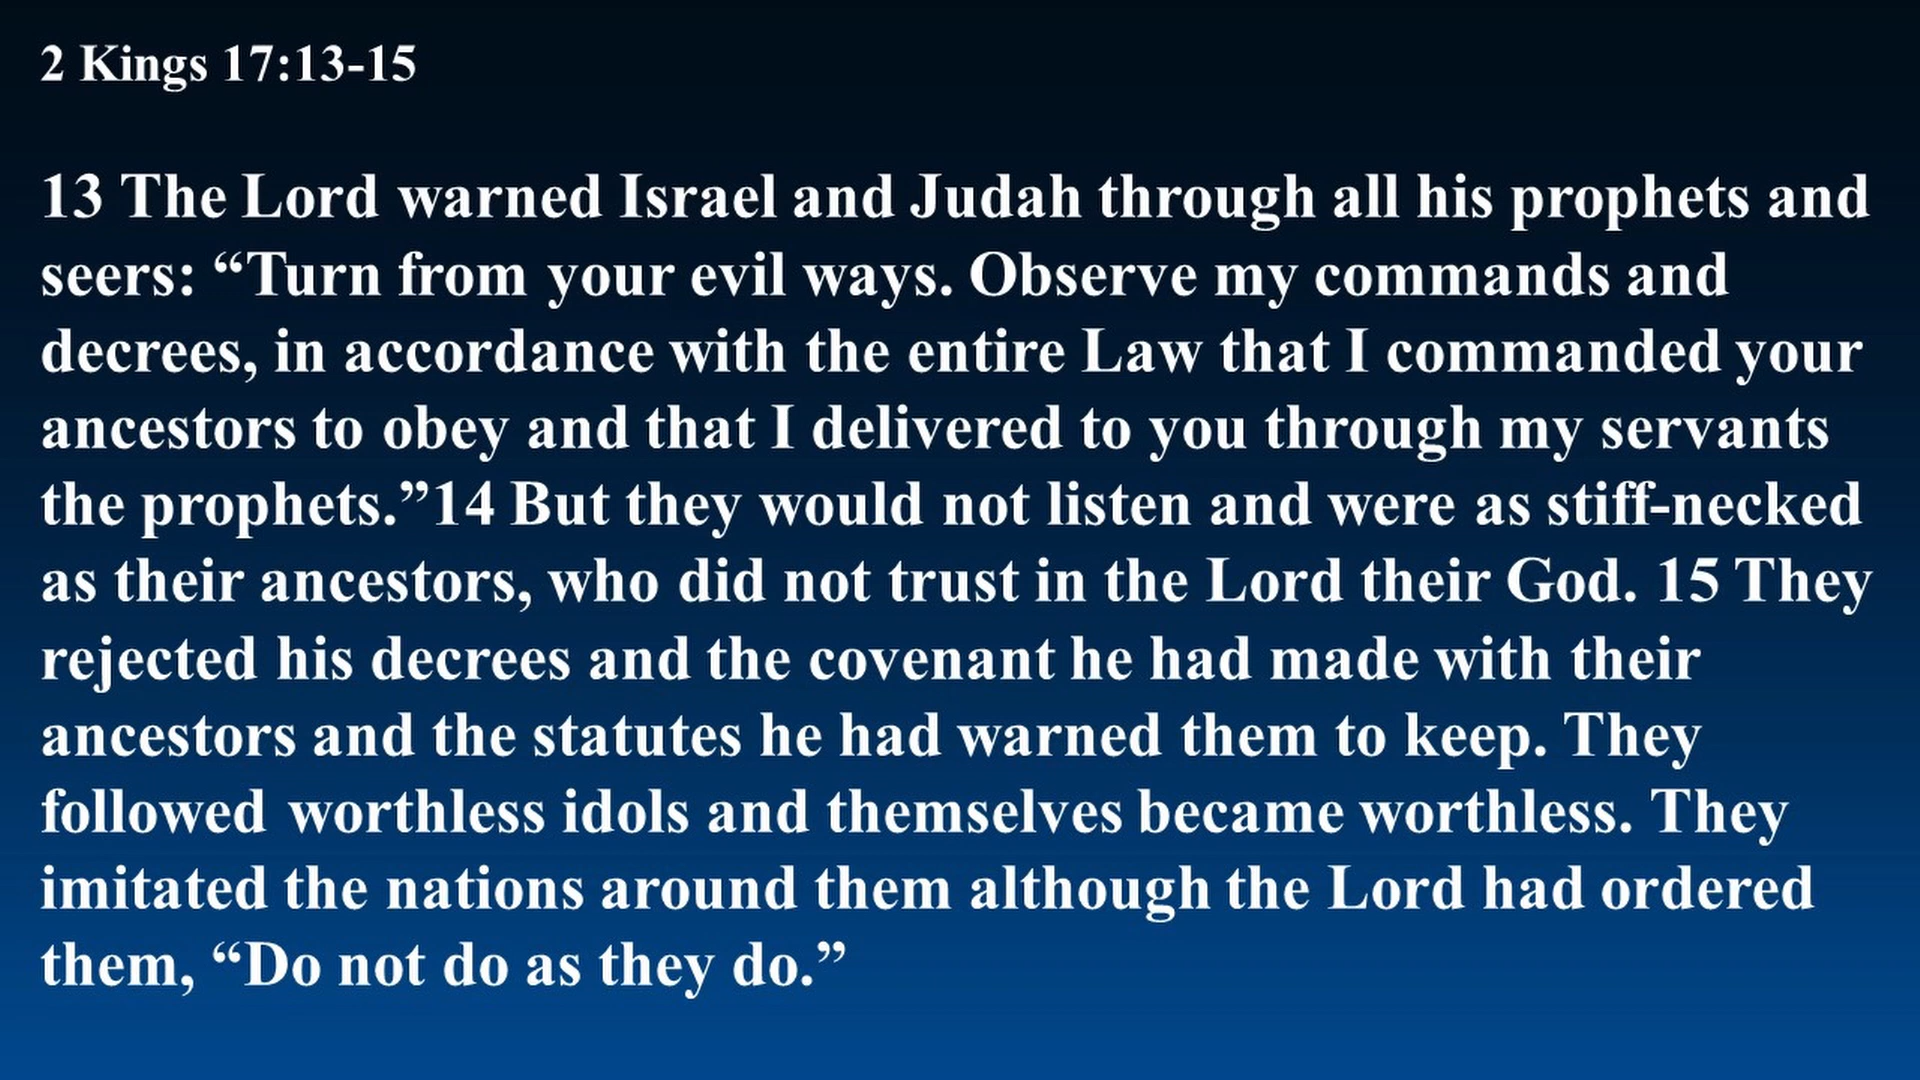 2 Kings 17:13-15
13 The Lord warned Israel and Judah through all his prophets and
seers: “Turn from your evil ways. Observe my commands and
decrees, in accordance with the entire Law that I commanded your
ancestors to obey and that I delivered to you through my servants
the prophets.”14 But they would not listen and were as stiff-necked
as their ancestors, who did not trust in the Lord their God. 15 They
rejected his decrees and the covenant he had made with their
ancestors and the statutes he had warned them to keep. They
followed worthless idols and themselves became worthless. They
imitated the nations around them although the Lord had ordered
them, “Do not do as they do.”